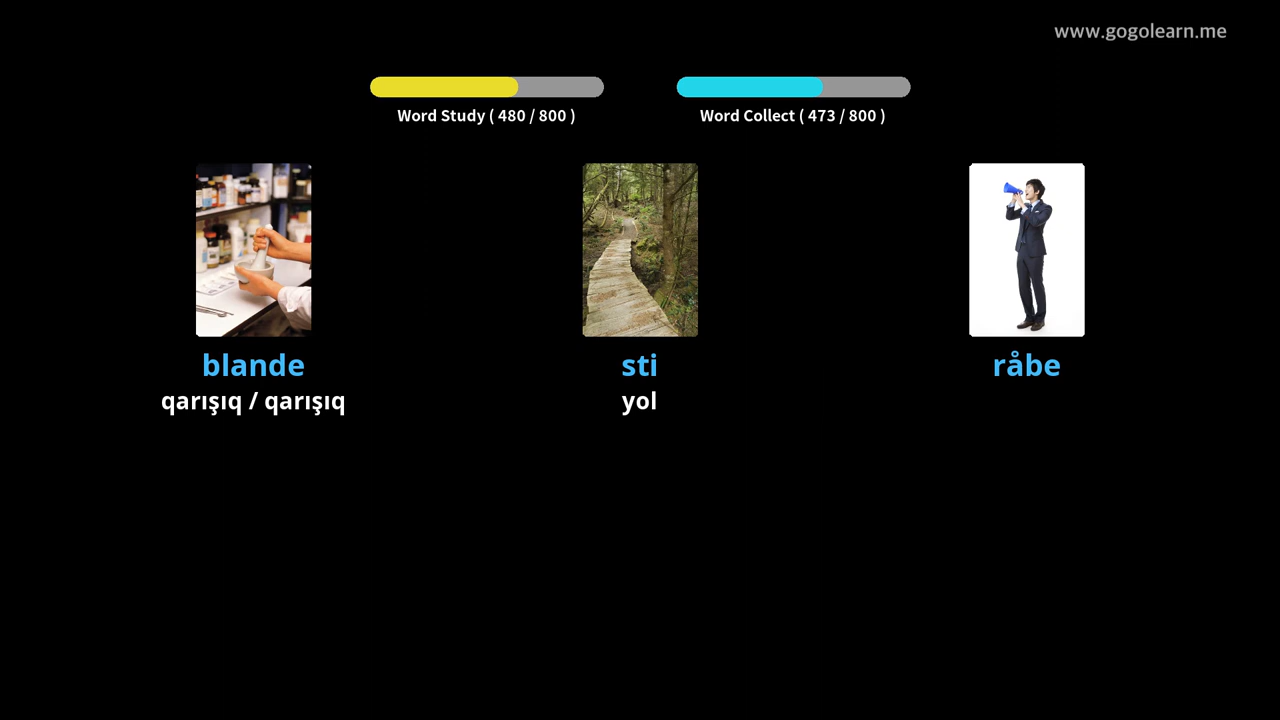 www.gogolearn.me
Word Study ( 480 / 800 )
Word Collect ( 473 / 800 )
blande
qarışıq / qarışıq
sti
yol
råbe